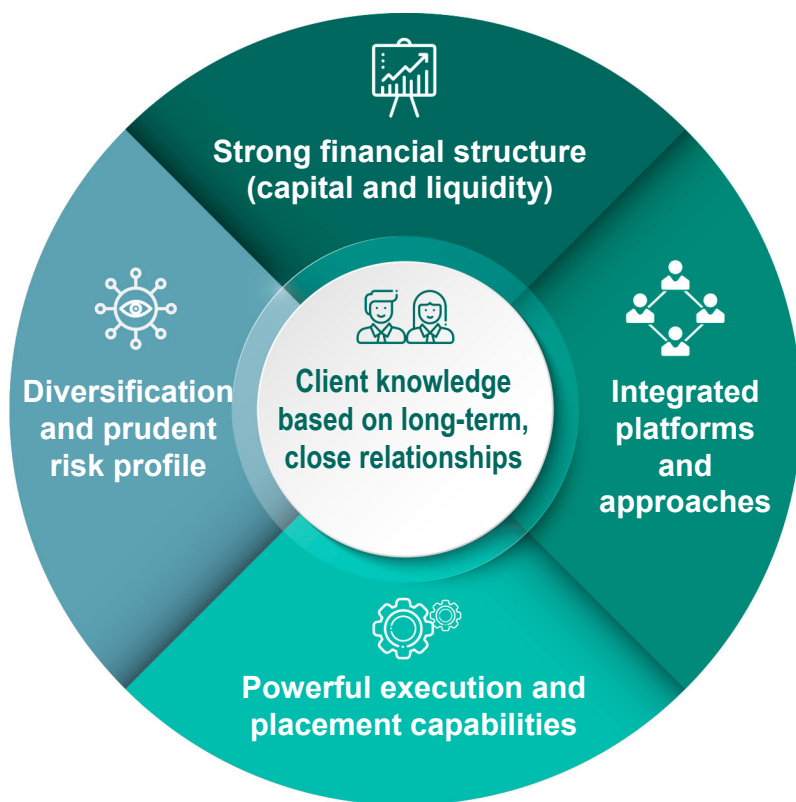 Strong financial structure
(capital and liquidity)
Diversification
and prudent
risk profile
Client knowledge
based on long-term,
close relationships
Integrated
platforms
and
approaches
Powerful execution and
placement capabilities